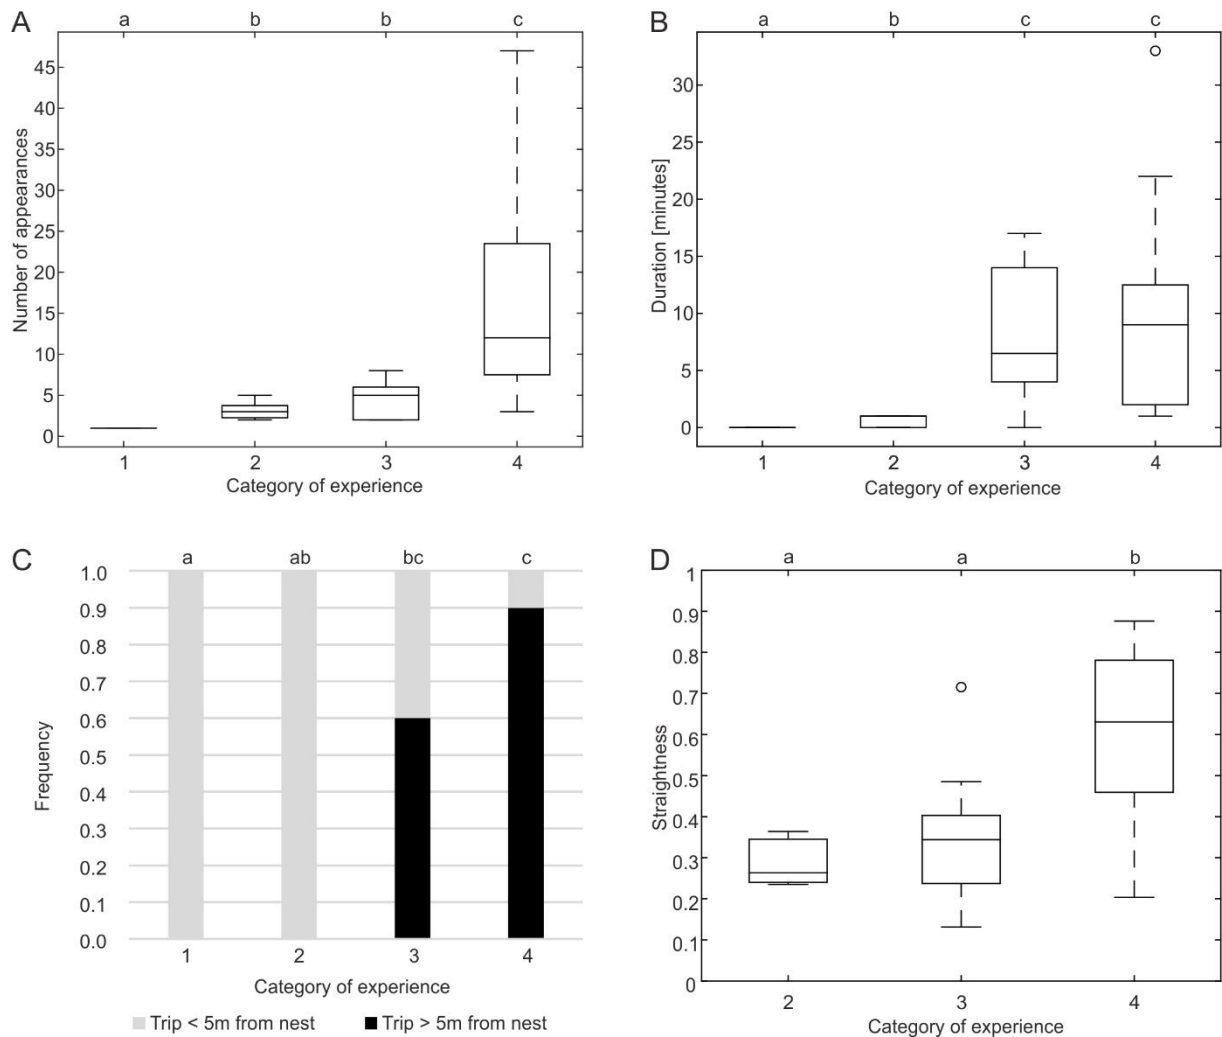 A
a b b c
45
40
35
30
25
20
15
10
5
0
Number of appearances
1 2 3 4
Category of experience
B
a b c c
30
25
20
15
10
5
0
Duration [minutes]
1 2 3 4
Category of experience
C
a ab bc c
1.0
0.9
0.8
0.7
0.6
0.5
0.4
0.3
0.2
0.1
0.0
Frequency
1 2 3 4
Category of experience
Trip < 5m from nest Trip > 5m from nest
D
a a b
1
0.9
0.8
0.7
0.6
0.5
0.4
0.3
0.2
0.1
0
Straightness
2 3 4
Category of experience